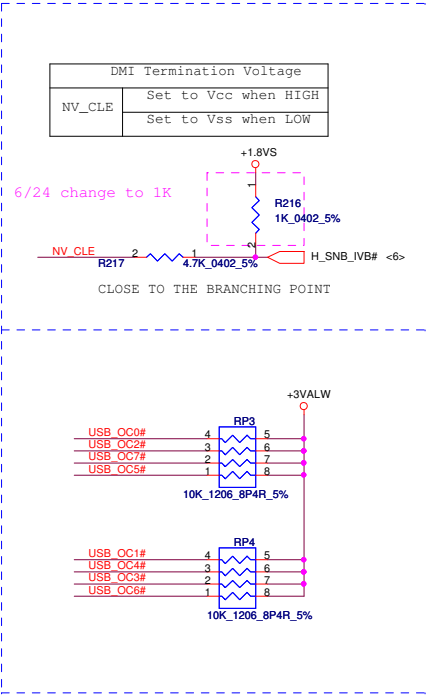 DMI Termination Voltage
NV_CLE
Set to Vcc when HIGH
Set to Vss when LOW
+1.8VS
6/24 change to 1K
1
R216
1K_0402_5%
2
NV_CLE
2
1
R217
4.7K_0402_5%
H_SNB_IVB# <6>
CLOSE TO THE BRANCHING POINT
+3VALW
RP3
USB_OC0# 4 5
USB_OC2# 3 6
USB_OC7# 2 7
USB_OC5# 1 8
10K_1206_8P4R_5%
RP4
USB_OC1# 4 5
USB_OC4# 3 6
USB_OC3# 2 7
USB_OC6# 1 8
10K_1206_8P4R_5%